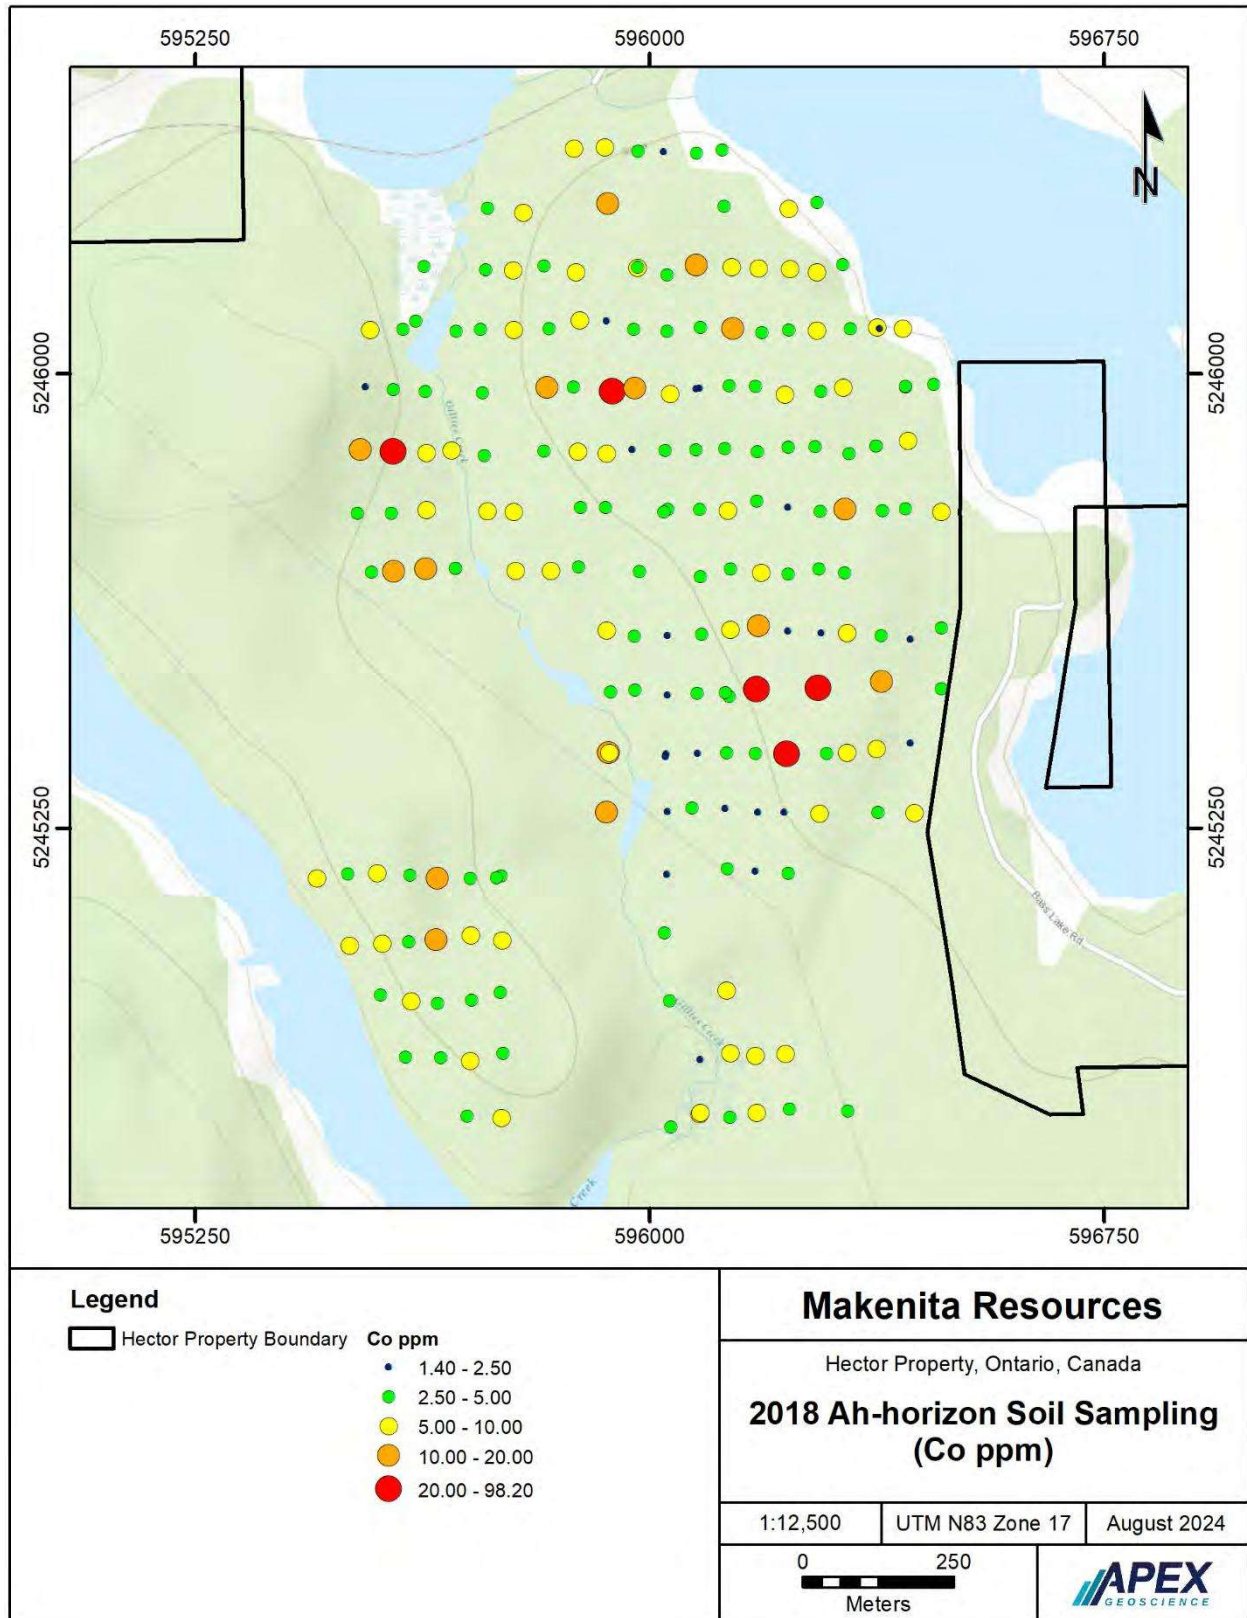 595250 596000 596750
N
5246000 5246000
Gillies Creek
5245250 5245250
Bass Lake Rd
Gillies Creek
Creek
595250 596000 596750
Legend
Hector Property Boundary
Co ppm
1.40 - 2.50
2.50 - 5.00
5.00 - 10.00
10.00 - 20.00
20.00 - 98.20
Makenita Resources
Hector Property, Ontario, Canada
2018 Ah-horizon Soil Sampling
(Co ppm)
1:12,500
UTM N83 Zone 17
August 2024
0 250
Meters
APEX
GEOSCIENCE